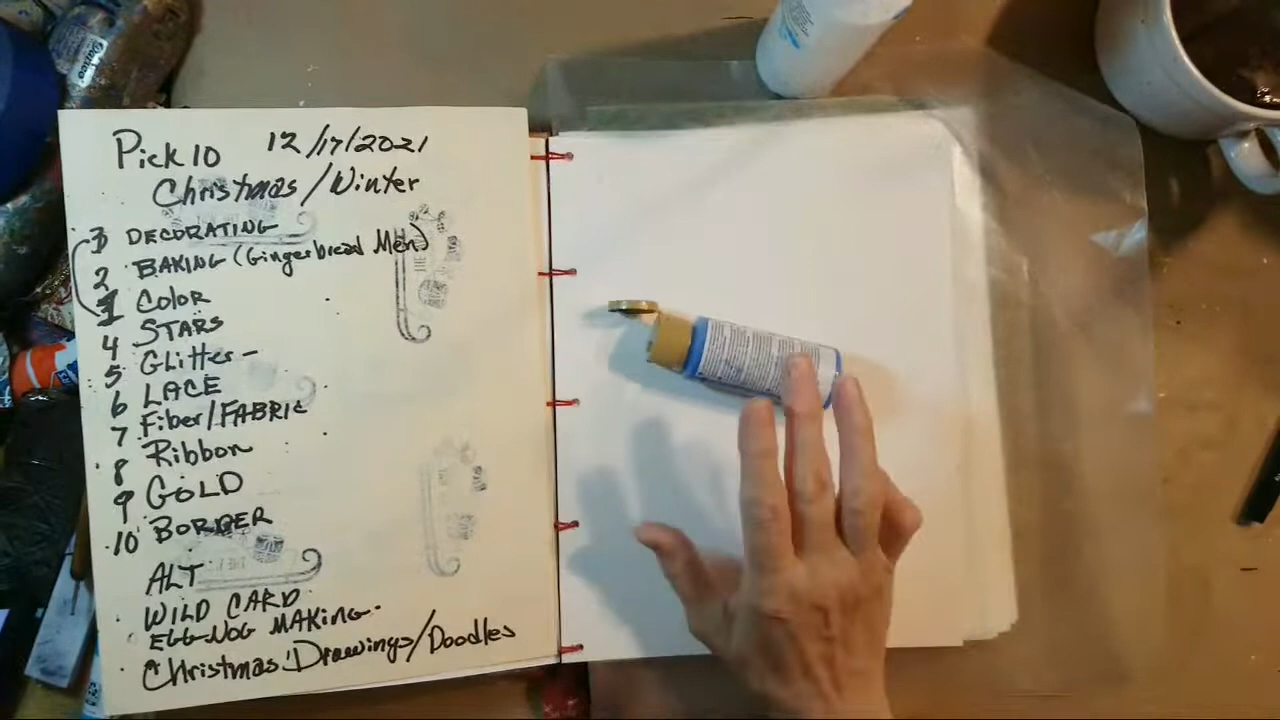 Pick 10 12/17/2021
Christmas/Winter
3 DECORATING
2 BAKING (Gingerbread Men)
1 Color
4 STARS
5 GLitter-
6 LACE
7 Fiber/FABRIC
8 Ribbon
9 GOLD
10 BORDER
ALT
WILD CARD
EGG-NOG MAKING.
Christmas Drawings/Doodles